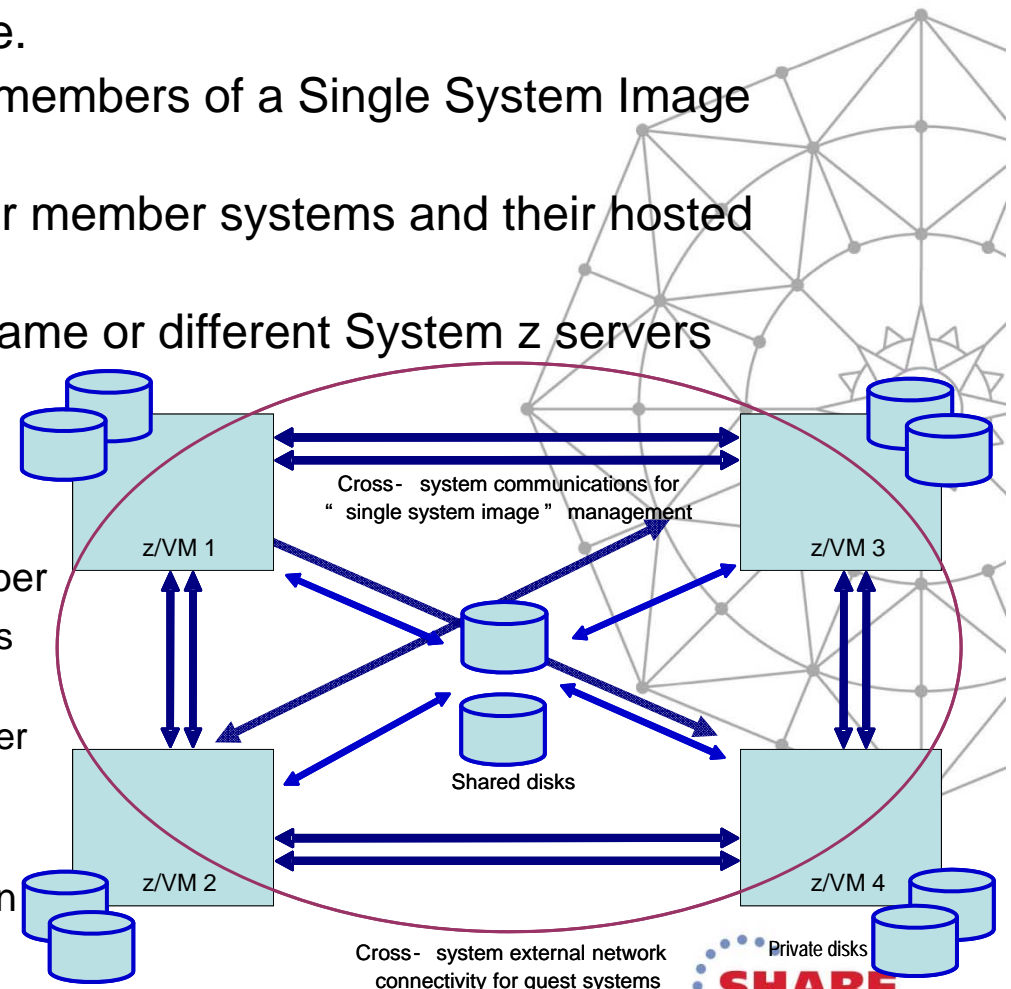 e.
members of a Single System Image
r member systems and their hosted
ame or different System z servers
Cross- system communications for
“ single system image ” management
z/VM 1
z/VM 3
ber
s
er
Shared disks
z/VM 2
z/VM 4
n
Cross- system external network
connectivity for guest systems
Private disks
SHARE